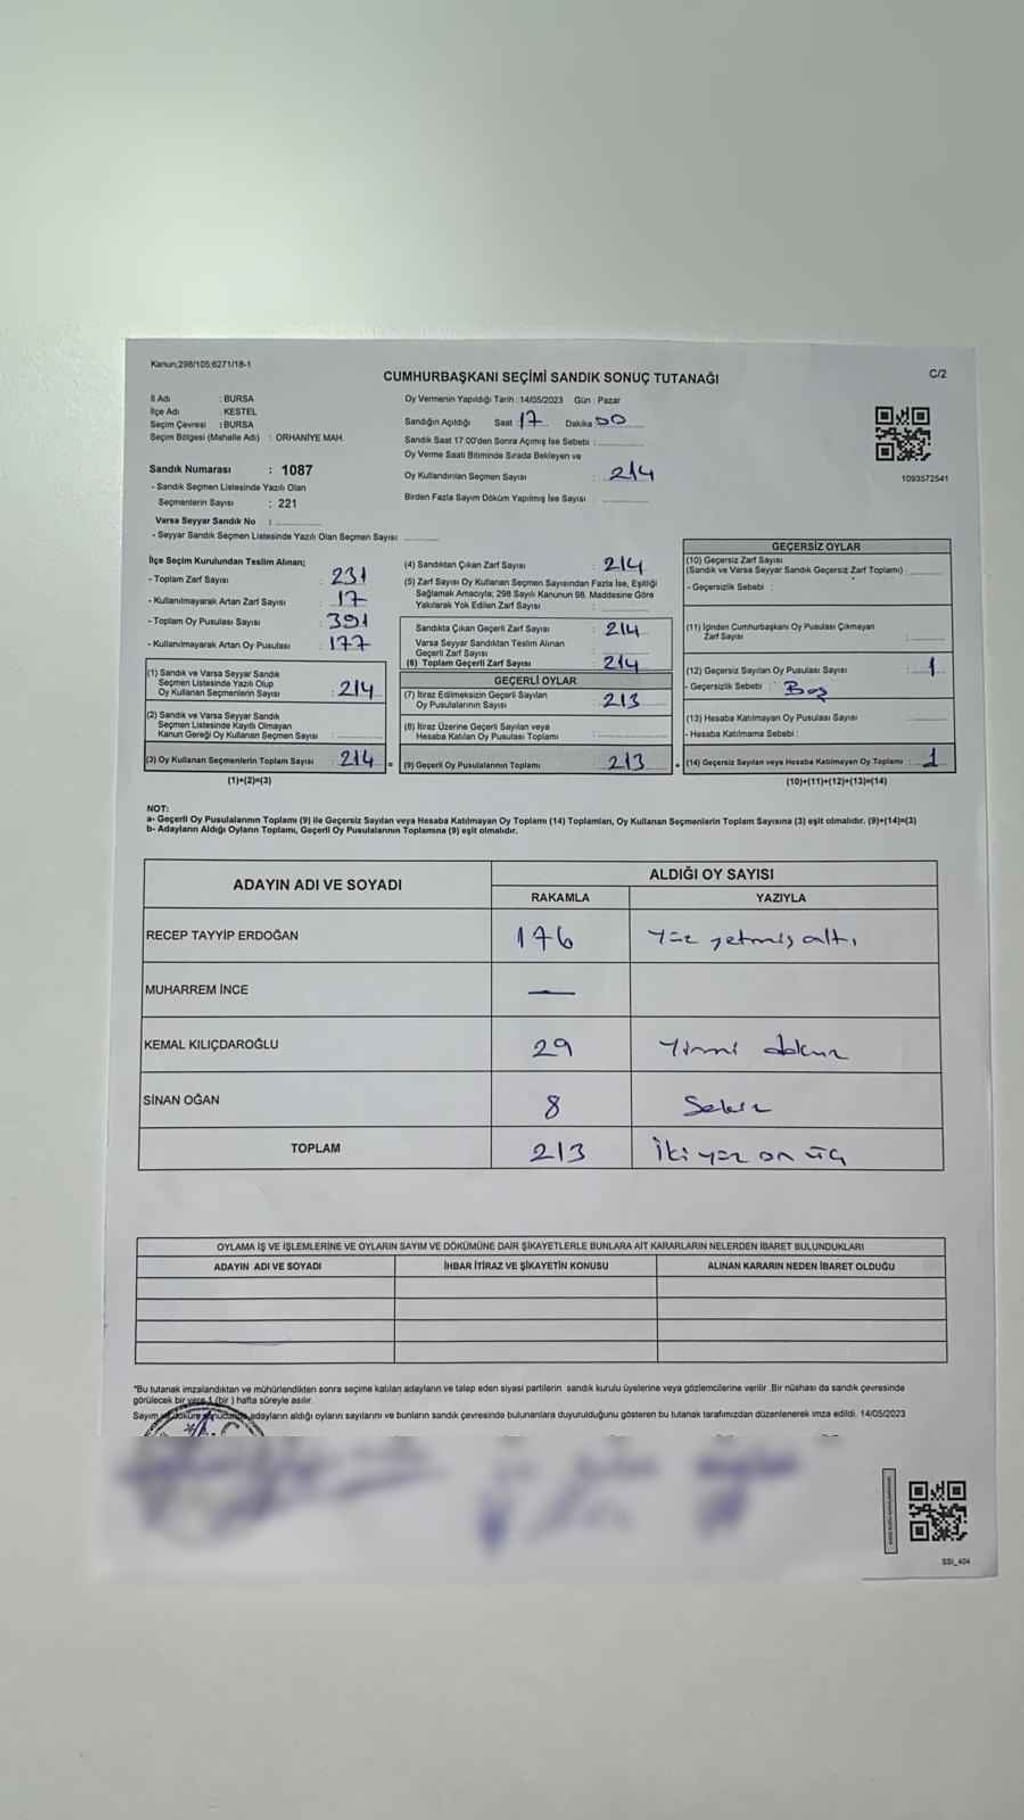 Kanun:298/105;6271/18-1
C/2
CUMHURBAŞKANI SEÇİMİ SANDIK SONUÇ TUTANAĞI
İl Adı : BURSA
İlçe Adı : KESTEL
Seçim Çevresi : BURSA
Seçim Bölgesi (Mahalle Adı) : ORHANİYE MAH.
Sandık Numarası : 1087
- Sandık Seçmen Listesinde Yazılı Olan
Seçmenlerin Sayısı : 221
Varsa Seyyar Sandık No :
- Seyyar Sandık Seçmen Listesinde Yazılı Olan Seçmen Sayısı
Oy Vermenin Yapıldığı Tarih : 14/05/2023 Gün : Pazar
Sandığın Açıldığı Saat : 17 Dakika 00
Sandık Saat 17.00'den Sonra Açılmış İse Sebebi :
Oy Verme Saati Bitiminde Sırada Bekleyen ve
Oy Kullandırılan Seçmen Sayısı : 214
Birden Fazla Sayım Döküm Yapılmış İse Sayısı
1093572541
İlçe Seçim Kurulundan Teslim Alınan;
- Toplam Zarf Sayısı : 231
- Kullanılmayarak Artan Zarf Sayısı : 17
- Toplam Oy Pusulası Sayısı : 391
- Kullanılmayarak Artan Oy Pusulası : 177
(1) Sandık ve Varsa Seyyar Sandık
Seçmen Listesinde Yazılı Olup
Oy Kullanan Seçmenlerin Sayısı : 214
(2) Sandık ve Varsa Seyyar Sandık
Seçmen Listesinde Kayıtlı Olmayan
Kanun Gereği Oy Kullanan Seçmen Sayısı :
(3) Oy Kullanan Seçmenlerin Toplam Sayısı : 214 =
(1)+(2)=(3)
(4) Sandıktan Çıkan Zarf Sayısı : 214
(5) Zarf Sayısı Oy Kullanan Seçmen Sayısından Fazla İse, Eşitliği
Sağlamak Amacıyla; 298 Sayılı Kanunun 98. Maddesine Göre
Yakılarak Yok Edilen Zarf Sayısı :
Sandıkta Çıkan Geçerli Zarf Sayısı : 214
Varsa Seyyar Sandıktan Teslim Alınan
Geçerli Zarf Sayısı :
(6) Toplam Geçerli Zarf Sayısı : 214
GEÇERLİ OYLAR
(7) İtiraz Edilmeksizin Geçerli Sayılan
Oy Pusulalarının Sayısı : 213
(8) İtiraz Üzerine Geçerli Sayılan veya
Hesaba Katılan Oy Pusulası Toplamı :
(9) Geçerli Oy Pusulalarının Toplamı : 213 +
GEÇERSİZ OYLAR
(10) Geçersiz Zarf Sayısı
(Sandık ve Varsa Seyyar Sandık Geçersiz Zarf Toplamı) :
- Geçersizlik Sebebi :
(11) İçinden Cumhurbaşkanı Oy Pusulası Çıkmayan
Zarf Sayısı :
(12) Geçersiz Sayılan Oy Pusulası Sayısı : 1
- Geçersizlik Sebebi : Boş
(13) Hesaba Katılmayan Oy Pusulası Sayısı
- Hesaba Katılmama Sebebi :
(14) Geçersiz Sayılan veya Hesaba Katılmayan Oy Toplamı : 1
(10)+(11)+(12)+(13)=(14)
NOT:
a- Geçerli Oy Pusulalarının Toplamı (9) ile Geçersiz Sayılan veya Hesaba Katılmayan Oy Toplamı (14) Toplamları, Oy Kullanan Seçmenlerin Toplam Sayısına (3) eşit olmalıdır. (9)+(14)=(3)
b- Adayların Aldığı Oyların Toplamı, Geçerli Oy Pusulasının Toplamına (9) eşit olmalıdır.
ADAYIN ADI VE SOYADI
ALDIĞI OY SAYISI
RAKAMLA YAZIYLA
RECEP TAYYİP ERDOĞAN 176 yüz yetmiş altı
MUHARREM İNCE —
KEMAL KILIÇDAROĞLU 29 Yirmi dokuz
SİNAN OĞAN 8 Sekiz
TOPLAM 213 İki yüz on üç
OYLAMA İŞ VE İŞLEMLERİNE VE OYLARIN SAYIM VE DÖKÜMÜNE DAİR ŞİKAYETLERLE BUNLARA AİT KARARLARIN NELERDEN İBARET BULUNDUKLARI
ADAYIN ADI VE SOYADI İHBAR İTİRAZ VE ŞİKAYETİN KONUSU ALINAN KARARIN NEDEN İBARET OLDUĞU
*Bu tutanak imzalandıktan ve mühürlendikten sonra seçime katılan adayların ve talep eden siyasi partilerin sandık kurulu üyelerine veya gözlemcilerine verilir. Bir nüshası da sandık çevresinde
görülecek bir yere 1 (bir ) hafta süreyle asılır.
Sayım adayların aldığı oyların sayılarını ve bunların sandık çevresinde bulunanlara duyurulduğunu gösteren bu tutanak tarafımızdan düzenlenerek imza edildi. 14/05/2023
SSI_404